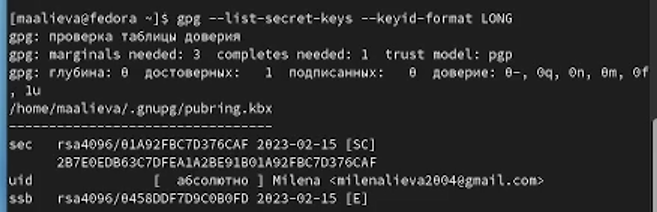 [maalieva@fedora ~]$ gpg --list-secret-keys --keyid-format LONG
gpg: проверка таблицы доверия
gpg: marginals needed: 3  completes needed: 1  trust model: pgp
gpg: глубина: 0  достоверных:   1  подписанных:   0  доверие: 0-, 0q, 0n, 0m, 0f
, 1u
/home/maalieva/.gnupg/pubring.kbx
---------------------------------
sec   rsa4096/01A92FBC7D376CAF 2023-02-15 [SC]
      2B7E0EDB63C7DFEA1A2BE91B01A92FBC7D376CAF
uid              [  абсолютно ] Milena <milenalieva2004@gmail.com>
ssb   rsa4096/0458DDF7D9C0B0FD 2023-02-15 [E]